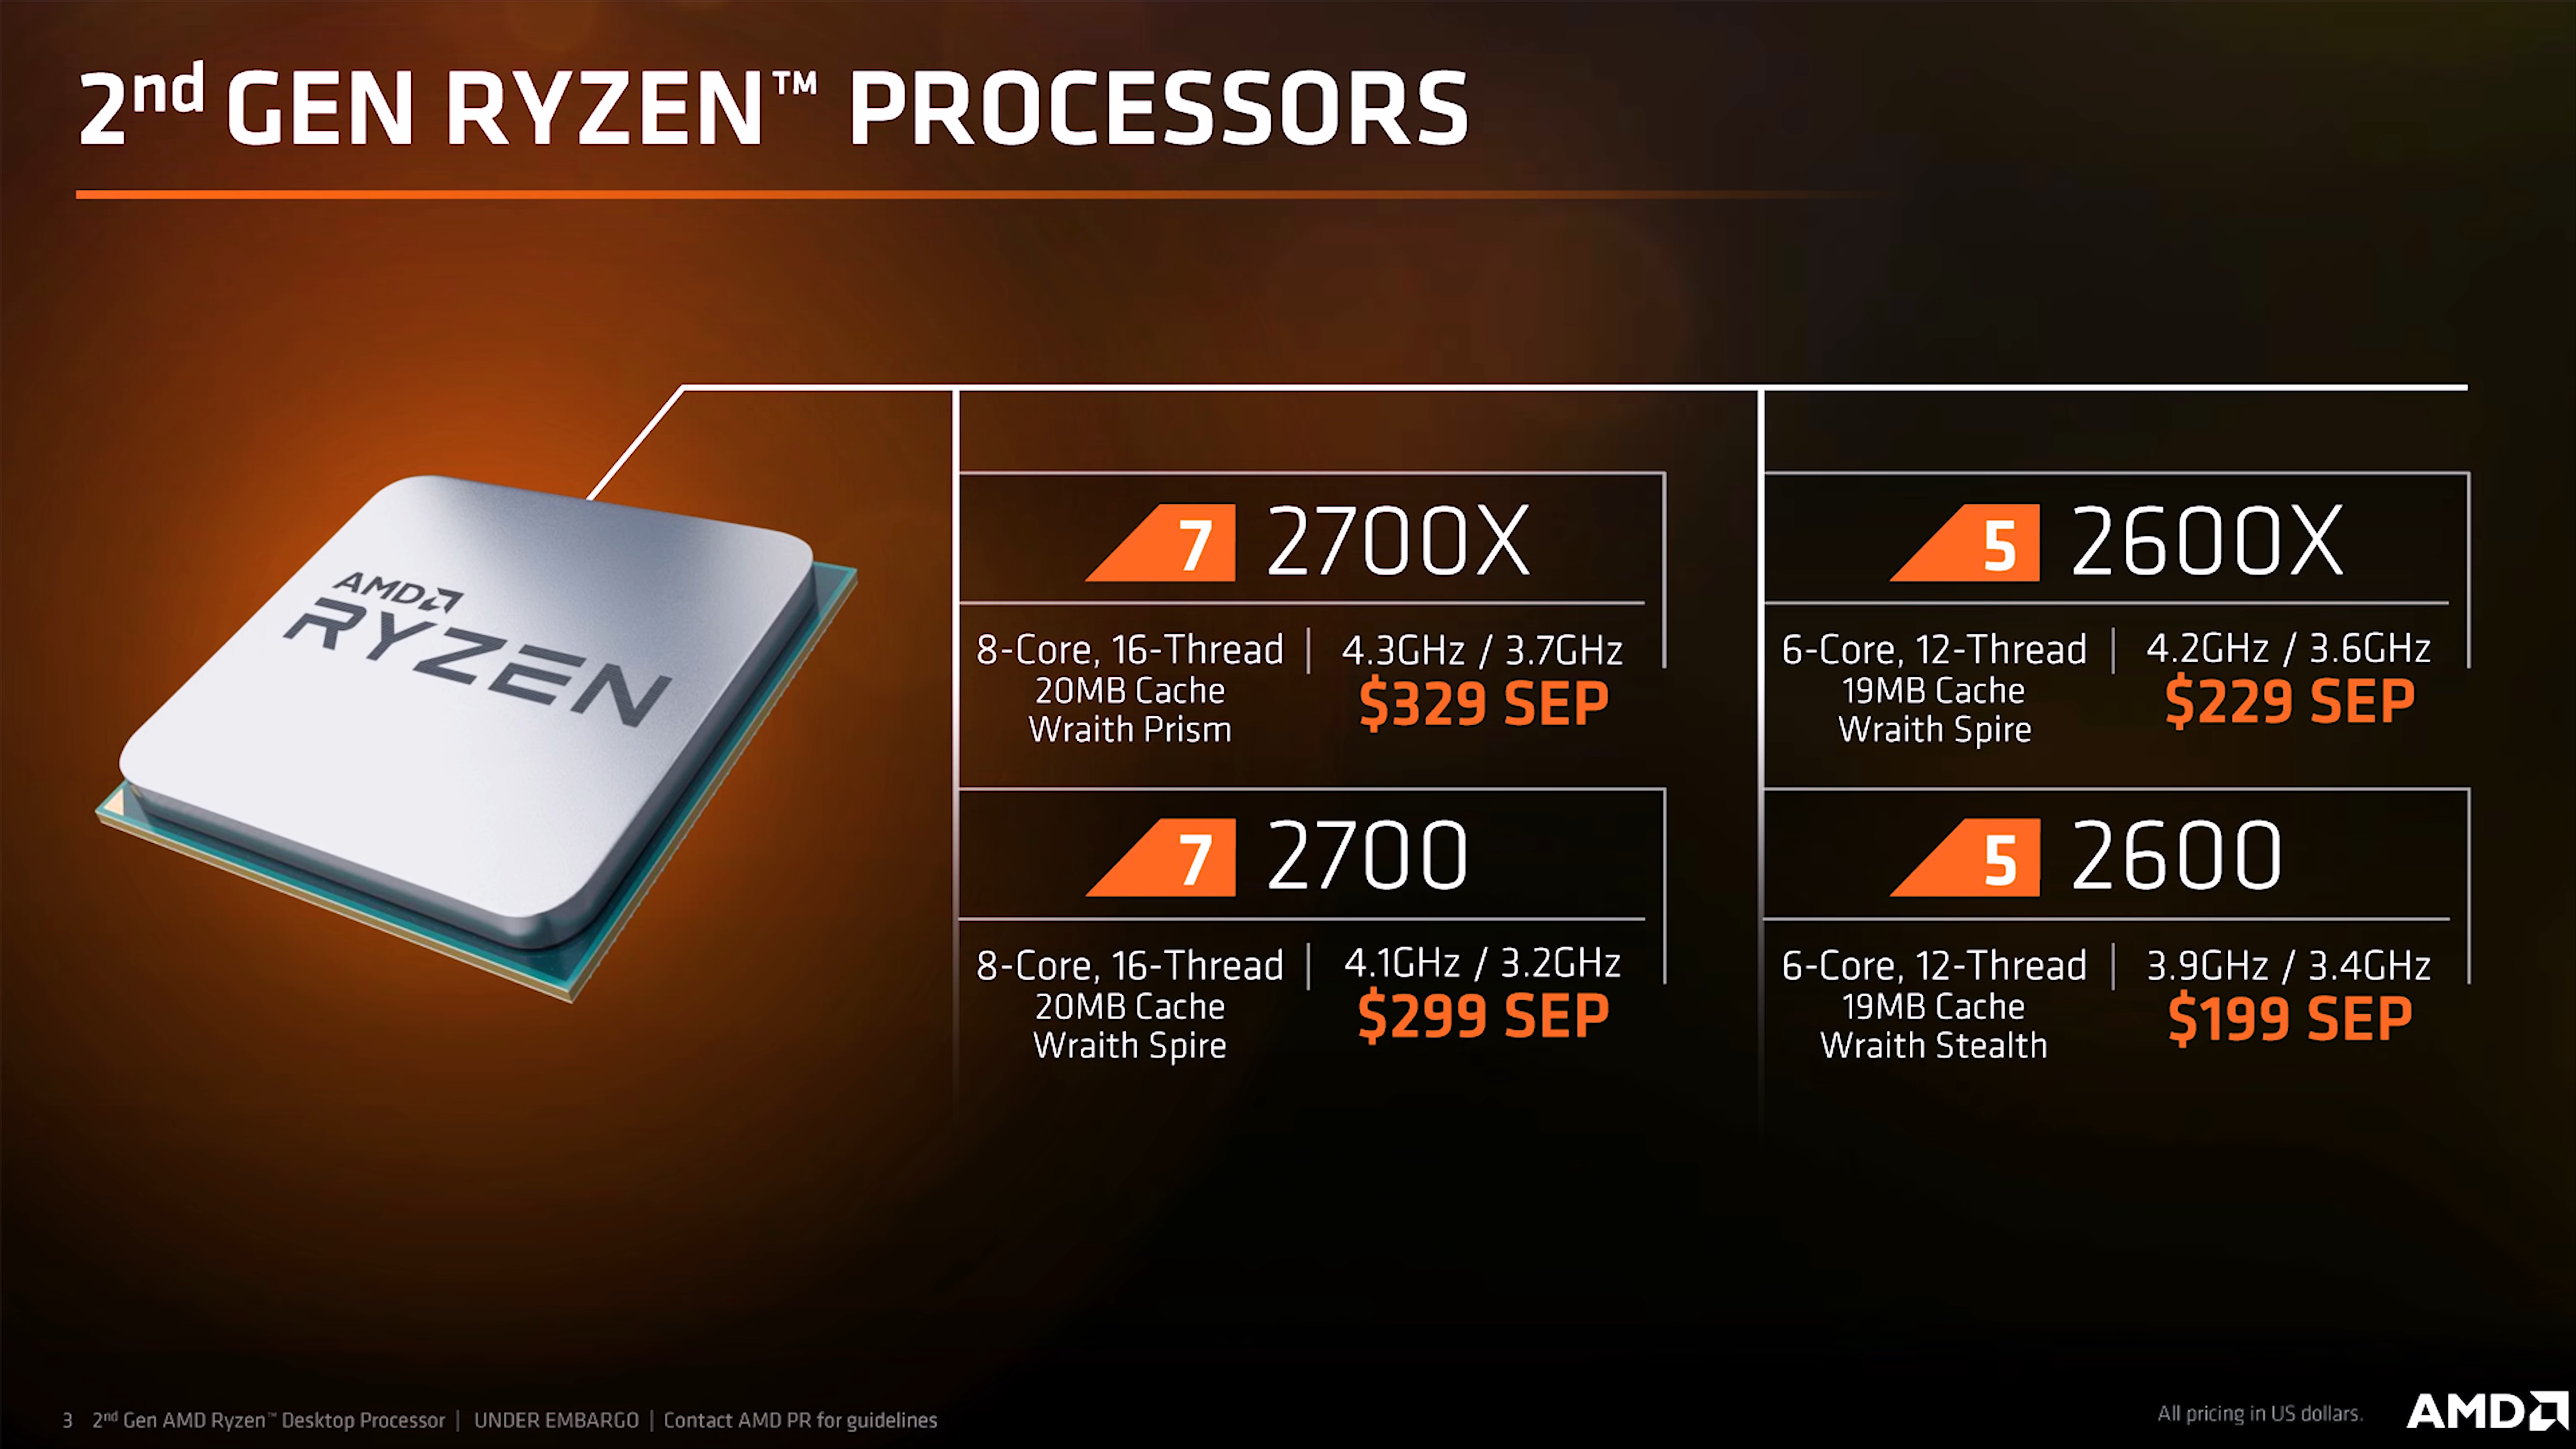 2nd GEN RYZEN™ PROCESSORS
AMD
RYZEN
7 2700X
8-Core, 16-Thread | 4.3GHz / 3.7GHz
20MB Cache
Wraith Prism
$329 SEP
5 2600X
6-Core, 12-Thread | 4.2GHz / 3.6GHz
19MB Cache
Wraith Spire
$229 SEP
7 2700
8-Core, 16-Thread | 4.1GHz / 3.2GHz
20MB Cache
Wraith Spire
$299 SEP
5 2600
6-Core, 12-Thread | 3.9GHz / 3.4GHz
19MB Cache
Wraith Stealth
$199 SEP
3 2nd Gen AMD Ryzen™ Desktop Processor | UNDER EMBARGO | Contact AMD PR for guidelines
All pricing in US dollars.
AMD